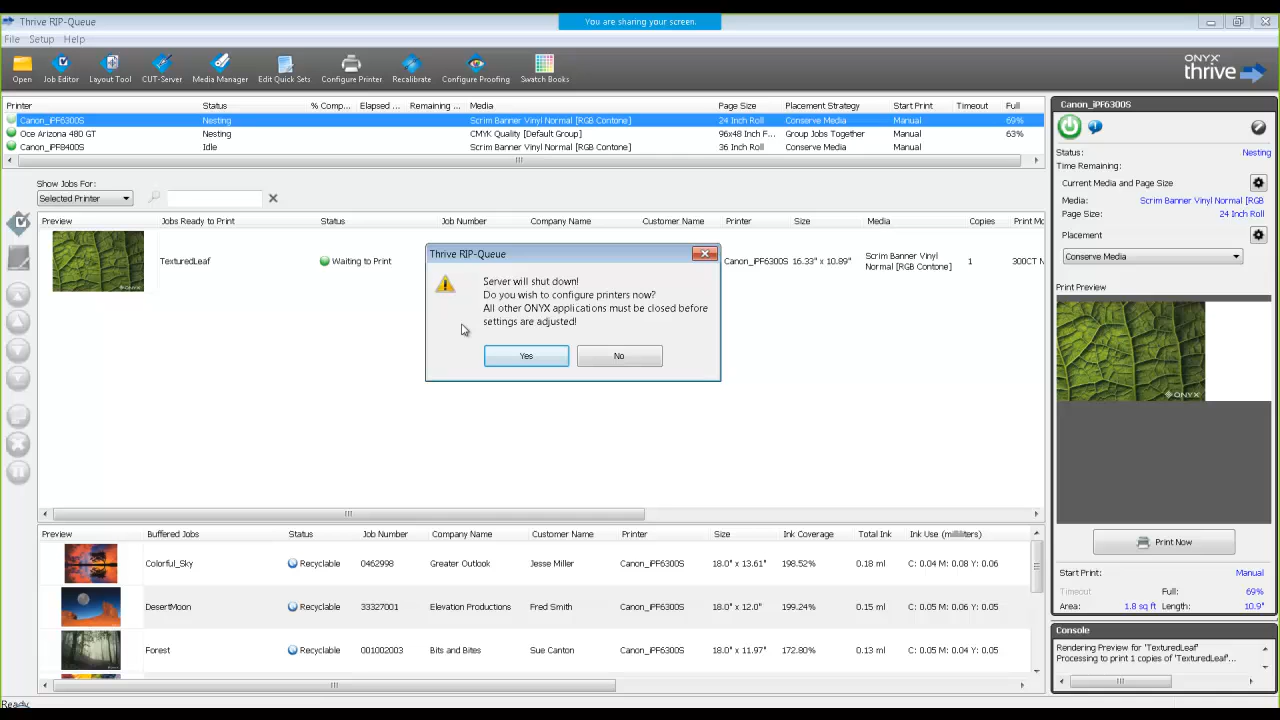 Thrive RIP-Queue
You are sharing your screen.
File Setup Help
Open Job Editor Layout Tool CUT-Server Media Manager Edit Quick Sets Configure Printer Recalibrate Configure Proofing Swatch Books
ONYX
thrive
Printer Status % Comp... Elapsed ... Remaining ... Media Page Size Placement Strategy Start Print Timeout Full
Canon_iPF6300S Nesting Scrim Banner Vinyl Normal [RGB Contone] 24 Inch Roll Conserve Media Manual 69%
Oce Arizona 480 GT Nesting CMYK Quality [Default Group] 96x48 Inch F... Group Jobs Together Manual 63%
Canon_iPF8400S Idle Scrim Banner Vinyl Normal [RGB Contone] 36 Inch Roll Conserve Media Manual
Show Jobs For:
Selected Printer
Preview Jobs Ready to Print Status Job Number Company Name Customer Name Printer Size Media Copies Print Mo
TexturedLeaf Waiting to Print Canon_iPF6300S 16.33" x 10.89" Scrim Banner Vinyl 1 300CT N
Normal [RGB Contone]
Thrive RIP-Queue
Server will shut down!
Do you wish to configure printers now?
All other ONYX applications must be closed before
settings are adjusted!
Yes No
Preview Buffered Jobs Status Job Number Company Name Customer Name Printer Size Ink Coverage Total Ink Ink Use (milliliters)
Colorful_Sky Recyclable 0462998 Greater Outlook Jesse Miller Canon_iPF6300S 18.0" x 13.61" 198.52% 0.18 ml C: 0.04 M: 0.08 Y: 0.06
DesertMoon Recyclable 33327001 Elevation Productions Fred Smith Canon_iPF6300S 18.0" x 12.0" 199.24% 0.15 ml C: 0.05 M: 0.06 Y: 0.05
Forest Recyclable 001002003 Bits and Bites Sue Canton Canon_iPF6300S 18.0" x 11.97" 172.80% 0.13 ml C: 0.05 M: 0.04 Y: 0.05
Ready
Canon_iPF6300S
Status: Nesting
Time Remaining:
Current Media and Page Size
Media: Scrim Banner Vinyl Normal [RGB
Page Size: 24 Inch Roll
Placement
Conserve Media
Print Preview
ONYX
Print Now
Start Print: Manual
Timeout Full: 69%
Area: 1.8 sq ft Length: 10.9"
Console
Rendering Preview for 'TexturedLeaf'
Processing to print 1 copies of 'TexturedLeaf'...